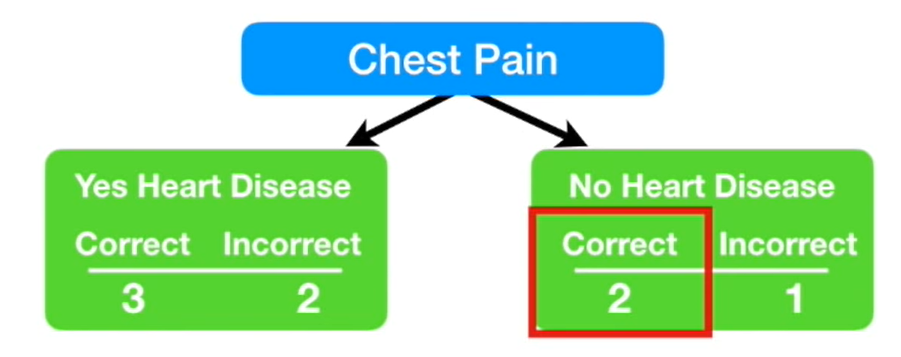 Chest Pain
Yes Heart Disease
Correct Incorrect
3 2
No Heart Disease
Correct Incorrect
2 1